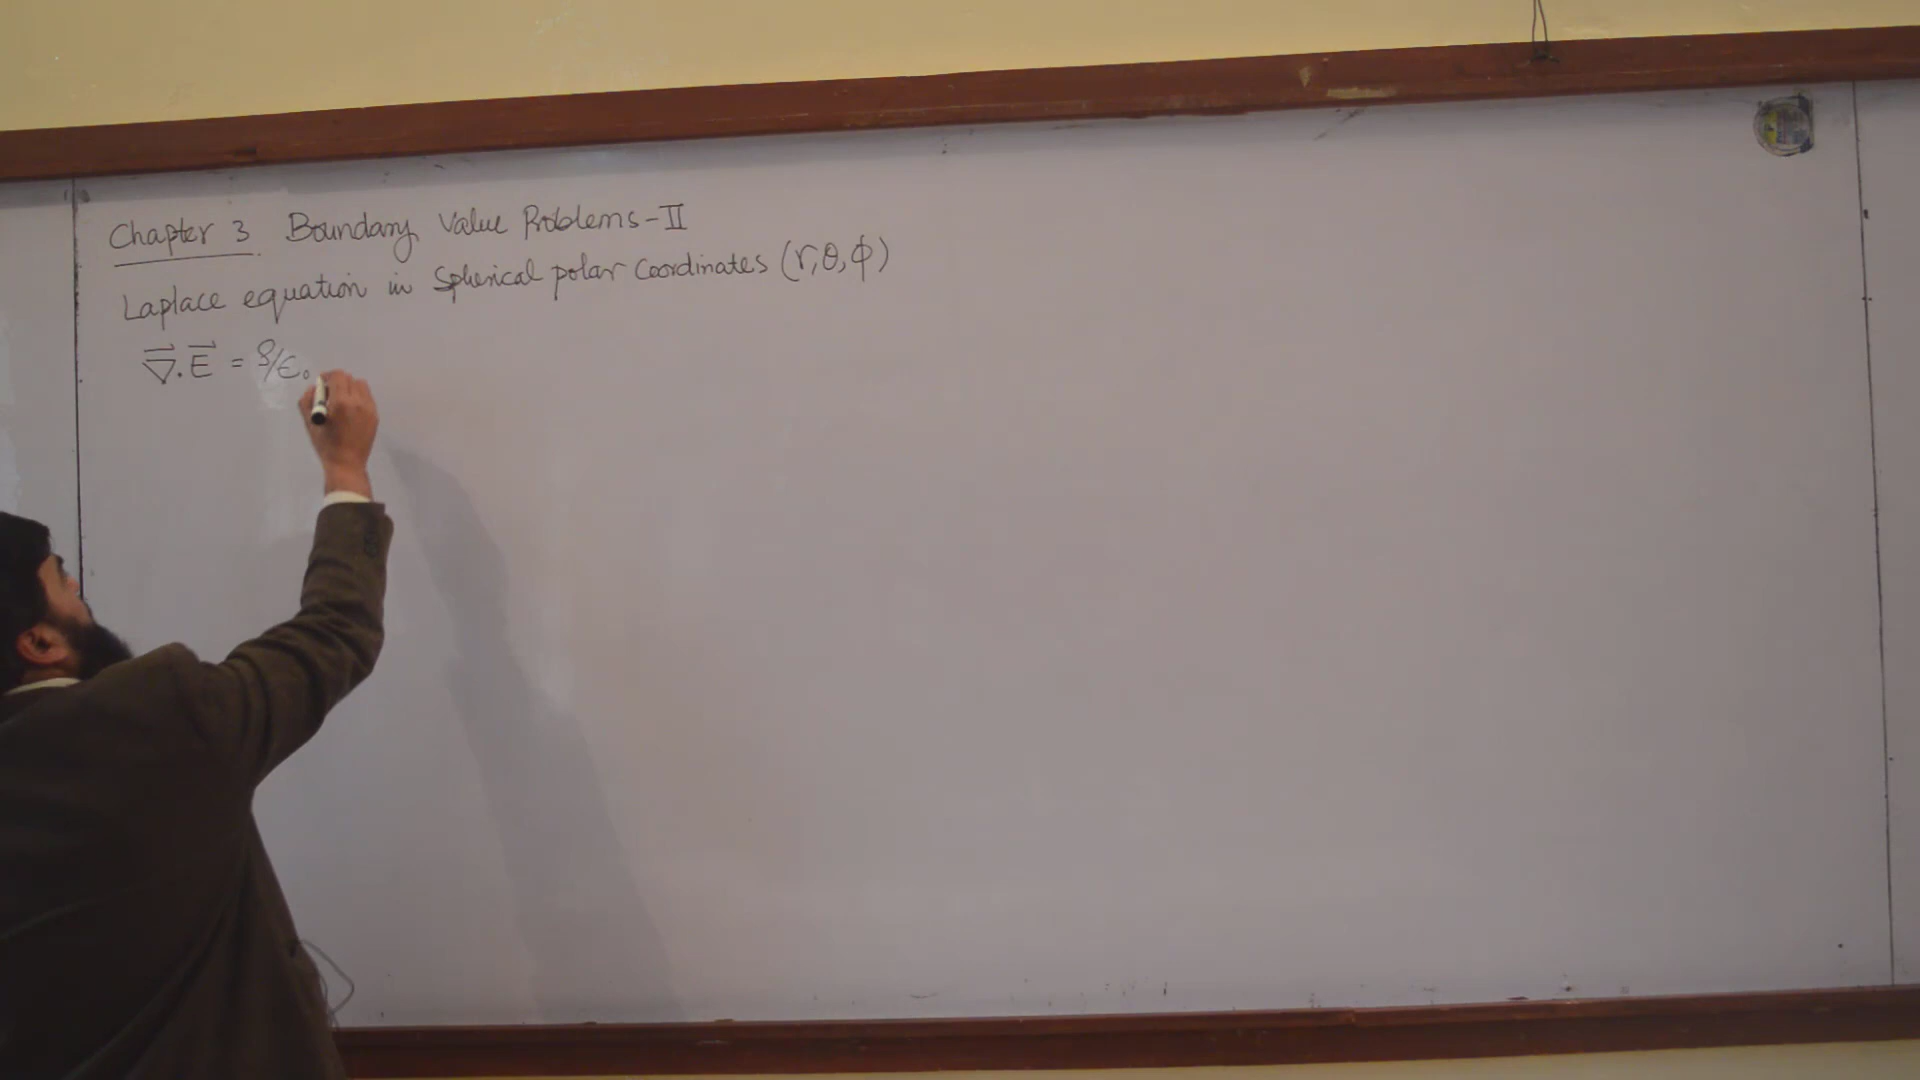 Chapter 3 Boundary Value Problems-II
Laplace equation in Spherical polar Coordinates (r,θ,ϕ)
∇⃗.E⃗ = ρ/ϵ₀